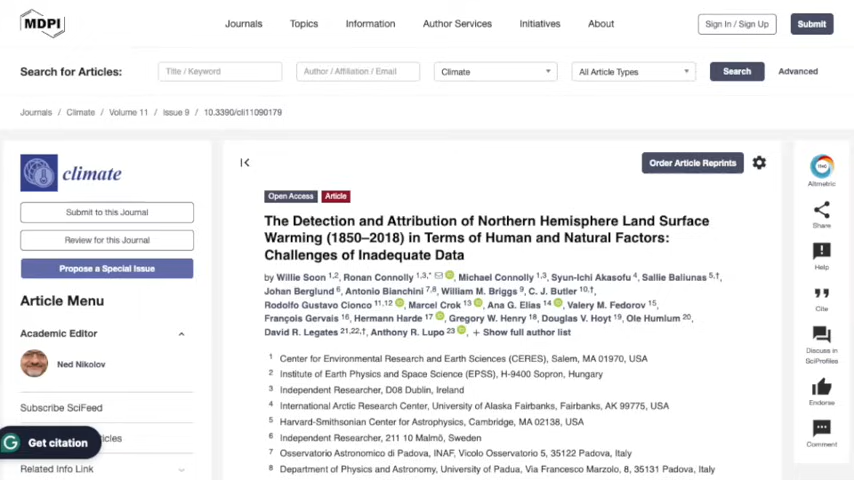 MDPI
Journals Topics Information Author Services Initiatives About
Sign In / Sign Up Submit
Search for Articles: Title / Keyword Author / Affiliation / Email Climate All Article Types Search Advanced
Journals / Climate / Volume 11 / Issue 9 / 10.3390/cli11090179
climate
Submit to this Journal
Review for this Journal
Propose a Special Issue
Article Menu
Academic Editor
Ned Nikolov
Subscribe SciFeed
Get citation
Related Info Link
Order Article Reprints
Open Access Article
The Detection and Attribution of Northern Hemisphere Land Surface
Warming (1850–2018) in Terms of Human and Natural Factors:
Challenges of Inadequate Data
by Willie Soon 1,2, Ronan Connolly 1,3,* Michael Connolly 1,3, Syun-Ichi Akasofu 4, Sallie Baliunas 5,†,
Johan Berglund 6, Antonio Bianchini 7,8, William M. Briggs 9, C. J. Butler 10,†,
Rodolfo Gustavo Cionco 11,12 Marcel Crok 13 Ana G. Elias 14 Valery M. Fedorov 15,
François Gervais 16, Hermann Harde 17 Gregory W. Henry 18, Douglas V. Hoyt 19, Ole Humlum 20,
David R. Legates 21,22,†, Anthony R. Lupo 23 + Show full author list
1 Center for Environmental Research and Earth Sciences (CERES), Salem, MA 01970, USA
2 Institute of Earth Physics and Space Science (EPSS), H-9400 Sopron, Hungary
3 Independent Researcher, D08 Dublin, Ireland
4 International Arctic Research Center, University of Alaska Fairbanks, Fairbanks, AK 99775, USA
5 Harvard-Smithsonian Center for Astrophysics, Cambridge, MA 02138, USA
6 Independent Researcher, 211 10 Malmö, Sweden
7 Osservatorio Astronomico di Padova, INAF, Vicolo Osservatorio 5, 35122 Padova, Italy
8 Department of Physics and Astronomy, University of Padua, Via Francesco Marzolo, 8, 35131 Padova, Italy
Altmetric
Share
Help
Cite
Discuss in
SciProfiles
Endorse
Comment